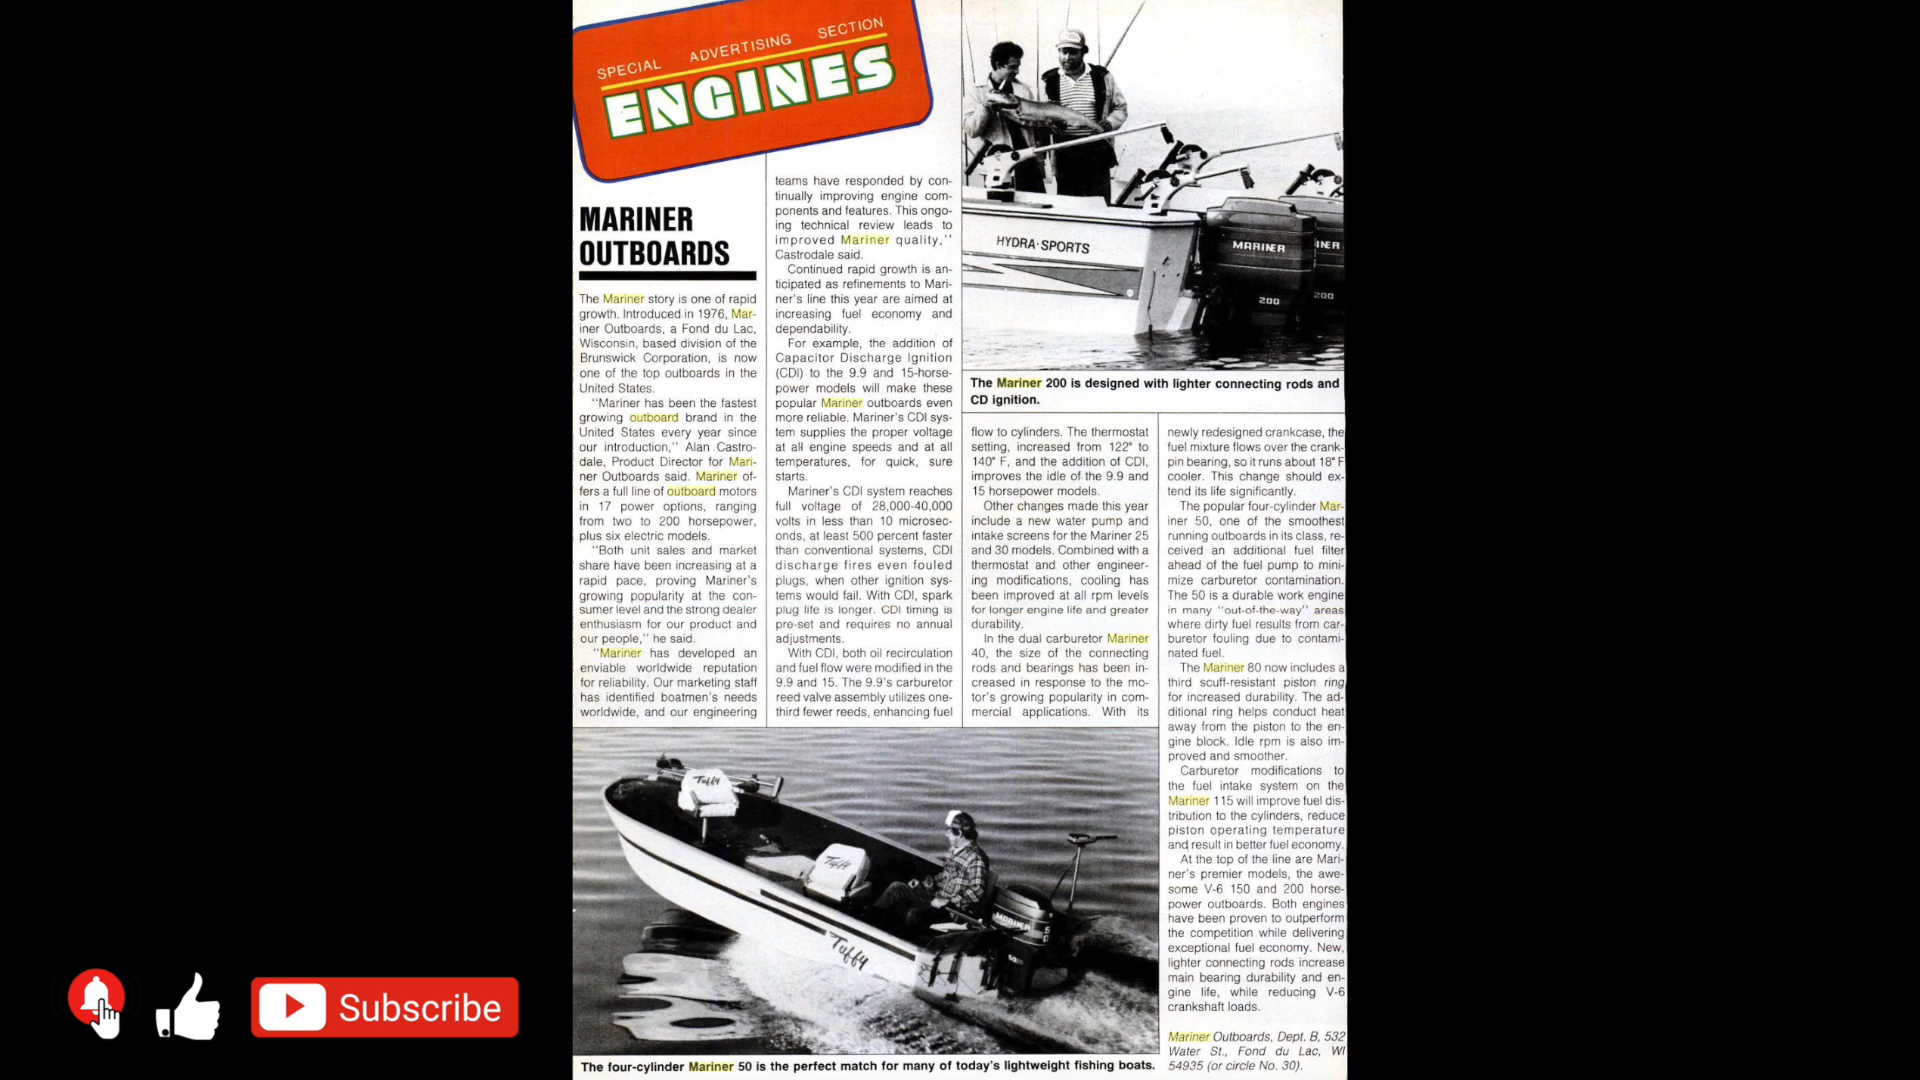 SPECIAL ADVERTISING SECTION
ENGINES
MARINER
OUTBOARDS
The Mariner story is one of rapid
growth. Introduced in 1976, Mar-
iner Outboards, a Fond du Lac,
Wisconsin, based division of the
Brunswick Corporation, is now
one of the top outboards in the
United States.
"Mariner has been the fastest
growing outboard brand in the
United States every year since
our introduction," Alan Castro-
dale, Product Director for Mari-
ner Outboards said. Mariner of-
fers a full line of outboard motors
in 17 power options, ranging
from two to 200 horsepower,
plus six electric models.
"Both unit sales and market
share have been increasing at a
rapid pace, proving Mariner's
growing popularity at the con-
sumer level and the strong dealer
enthusiasm for our product and
our people," he said.
"Mariner has developed an
enviable worldwide reputation
for reliability. Our marketing staff
has identified boatmen's needs
worldwide, and our engineering
teams have responded by con-
tinually improving engine com-
ponents and features. This ongo-
ing technical review leads to
improved Mariner quality,"
Castrodale said.
Continued rapid growth is an-
ticipated as refinements to Mari-
ner's line this year are aimed at
increasing fuel economy and
dependability.
For example, the addition of
Capacitor Discharge Ignition
(CDI) to the 9.9 and 15-horse-
power models will make these
popular Mariner outboards even
more reliable. Mariner's CDI sys-
tem supplies the proper voltage
at all engine speeds and at all
temperatures, for quick, sure
starts.
Mariner's CDI system reaches
full voltage of 28,000-40,000
volts in less than 10 microsec-
onds, at least 500 percent faster
than conventional systems, CDI
discharge fires even fouled
plugs, when other ignition sys-
tems would fail. With CDI, spark
plug life is longer. CDI timing is
pre-set and requires no annual
adjustments.
With CDI, both oil recirculation
and fuel flow were modified in the
9.9 and 15. The 9.9's carburetor
reed valve assembly utilizes one-
third fewer reeds, enhancing fuel
HYDRA-SPORTS
MARINER
INER
200
200
The Mariner 200 is designed with lighter connecting rods and
CD ignition.
flow to cylinders. The thermostat
setting, increased from 122° to
140° F, and the addition of CDI,
improves the idle of the 9.9 and
15 horsepower models.
Other changes made this year
include a new water pump and
intake screens for the Mariner 25
and 30 models. Combined with a
thermostat and other engineer-
ing modifications, cooling has
been improved at all rpm levels
for longer engine life and greater
durability.
In the dual carburetor Mariner
40, the size of the connecting
rods and bearings has been in-
creased in response to the mo-
tor's growing popularity in com-
mercial applications. With its
newly redesigned crankcase, the
fuel mixture flows over the crank-
pin bearing, so it runs about 18° F
cooler. This change should ex-
tend its life significantly.
The popular four-cylinder Mar-
iner 50, one of the smoothest
running outboards in its class, re-
ceived an additional fuel filter
ahead of the fuel pump to mini-
mize carburetor contamination.
The 50 is a durable work engine
in many "out-of-the-way" areas
where dirty fuel results from car-
buretor fouling due to contami-
nated fuel.
The Mariner 80 now includes a
third scuff-resistant piston ring
for increased durability. The ad-
ditional ring helps conduct heat
away from the piston to the en-
gine block. Idle rpm is also im-
proved and smoother.
Carburetor modifications to
the fuel intake system on the
Mariner 115 will improve fuel dis-
tribution to the cylinders, reduce
piston operating temperature
and result in better fuel economy.
At the top of the line are Mari-
ner's premier models, the awe-
some V-6 150 and 200 horse-
power outboards. Both engines
have been proven to outperform
the competition while delivering
exceptional fuel economy. New,
lighter connecting rods increase
main bearing durability and en-
gine life, while reducing V-6
crankshaft loads.
Mariner Outboards, Dept. B, 532
Water St., Fond du Lac, WI
54935 (or circle No. 30).
Tuffy
Tuffy
MARINER
50
Tuffy
The four-cylinder Mariner 50 is the perfect match for many of today's lightweight fishing boats.
Subscribe